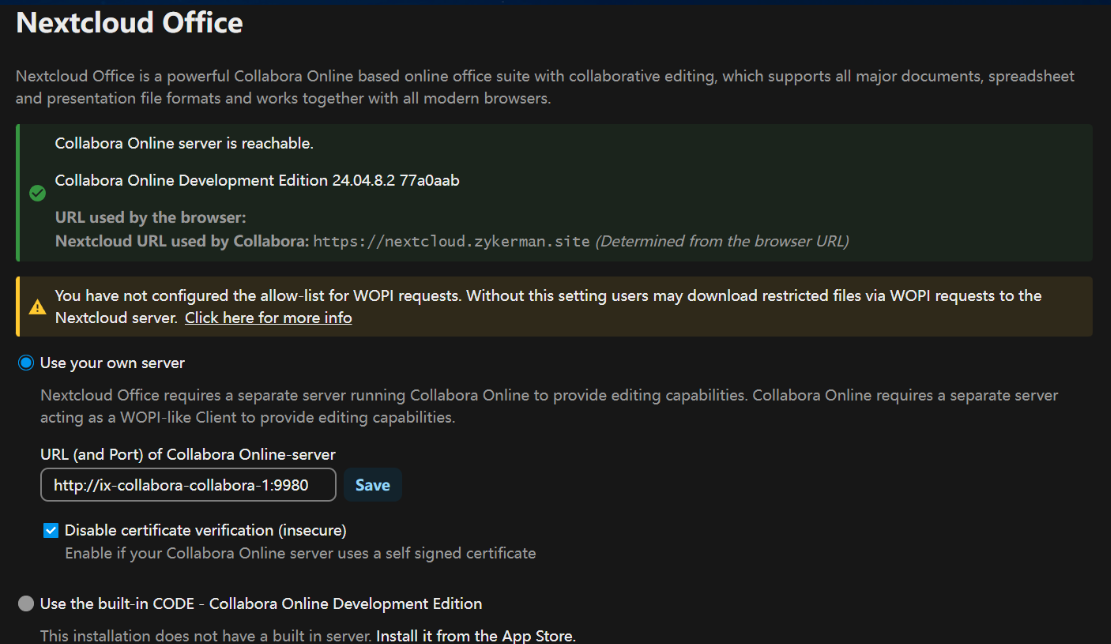 Nextcloud Office
Nextcloud Office is a powerful Collabora Online based online office suite with collaborative editing, which supports all major documents, spreadsheet
and presentation file formats and works together with all modern browsers.
Collabora Online server is reachable.
Collabora Online Development Edition 24.04.8.2 77a0aab
URL used by the browser:
Nextcloud URL used by Collabora: https://nextcloud.zykerman.site (Determined from the browser URL)
You have not configured the allow-list for WOPI requests. Without this setting users may download restricted files via WOPI requests to the
Nextcloud server. Click here for more info
Use your own server
Nextcloud Office requires a separate server running Collabora Online to provide editing capabilities. Collabora Online requires a separate server
acting as a WOPI-like Client to provide editing capabilities.
URL (and Port) of Collabora Online-server
http://ix-collabora-collabora-1:9980 Save
Disable certificate verification (insecure)
Enable if your Collabora Online server uses a self signed certificate
Use the built-in CODE - Collabora Online Development Edition
This installation does not have a built in server. Install it from the App Store.